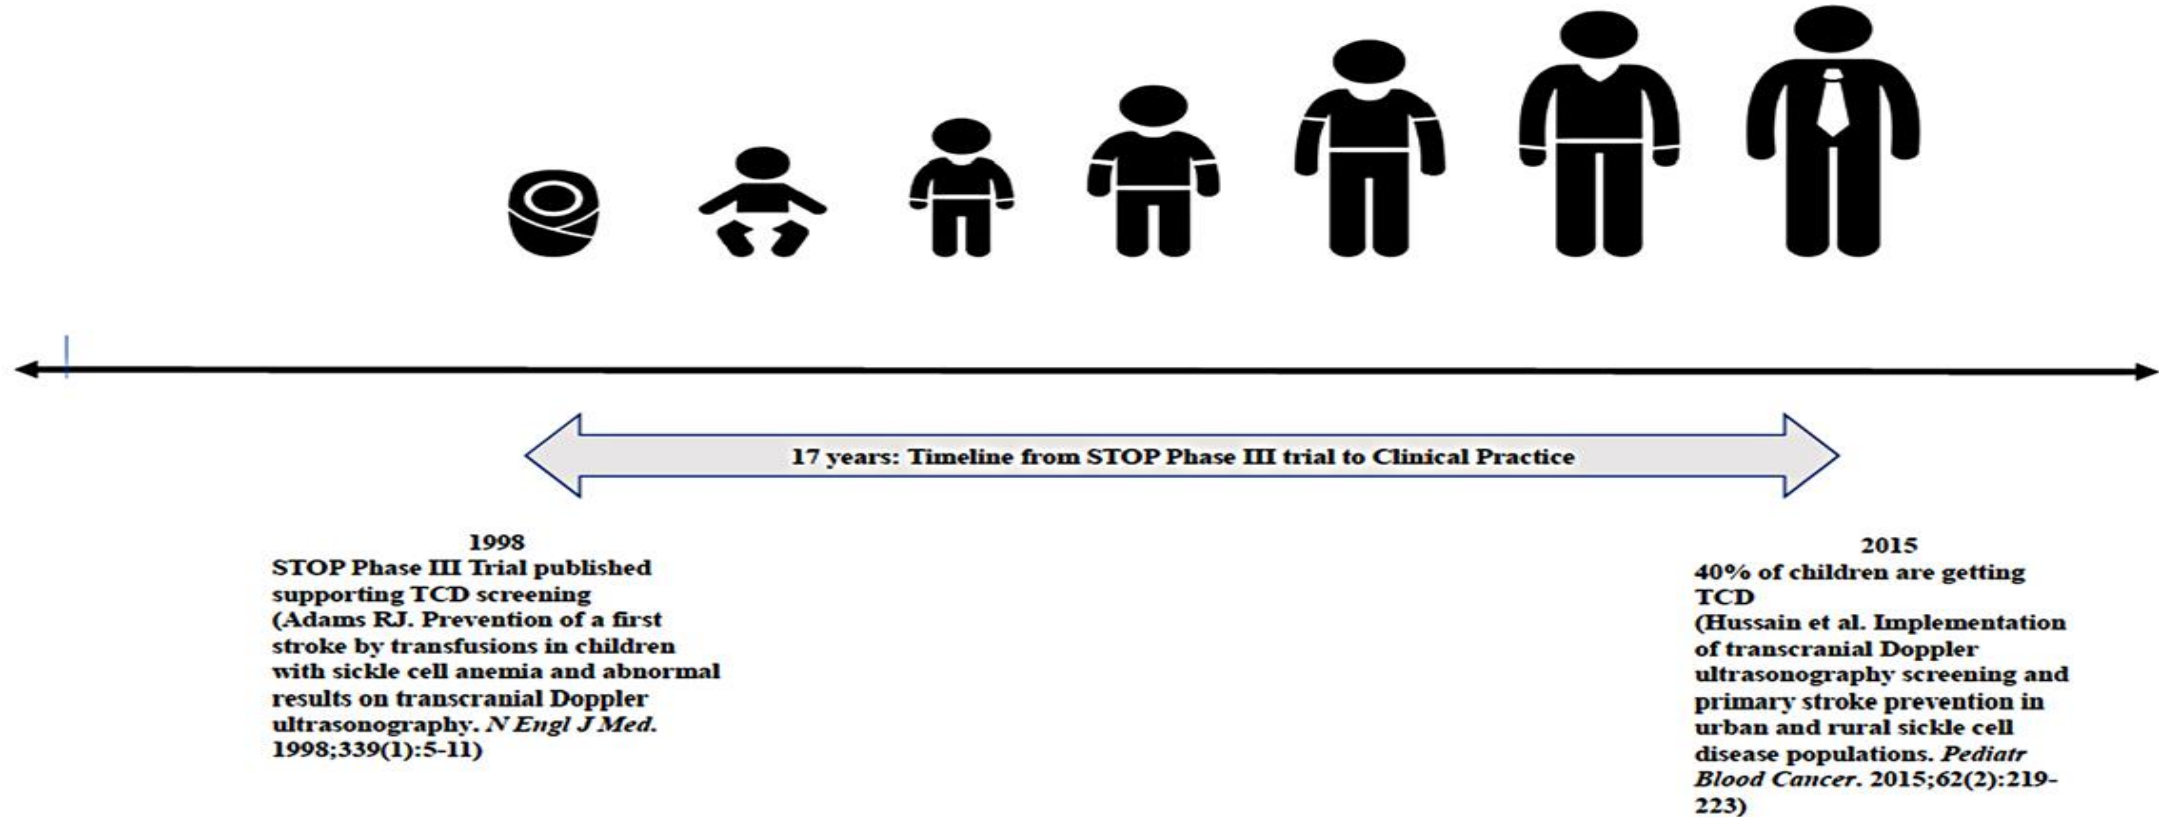 17 years: Timeline from STOP Phase III trial to Clinical Practice
1998
STOP Phase III Trial published
supporting TCD screening
(Adams RJ. Prevention of a first
stroke by transfusions in children
with sickle cell anemia and abnormal
results on transcranial Doppler
ultrasonography. N Engl J Med.
1998;339(1):5-11)
2015
40% of children are getting
TCD
(Hussain et al. Implementation
of transcranial Doppler
ultrasonography screening and
primary stroke prevention in
urban and rural sickle cell
disease populations. Pediatr
Blood Cancer. 2015;62(2):219-
223)